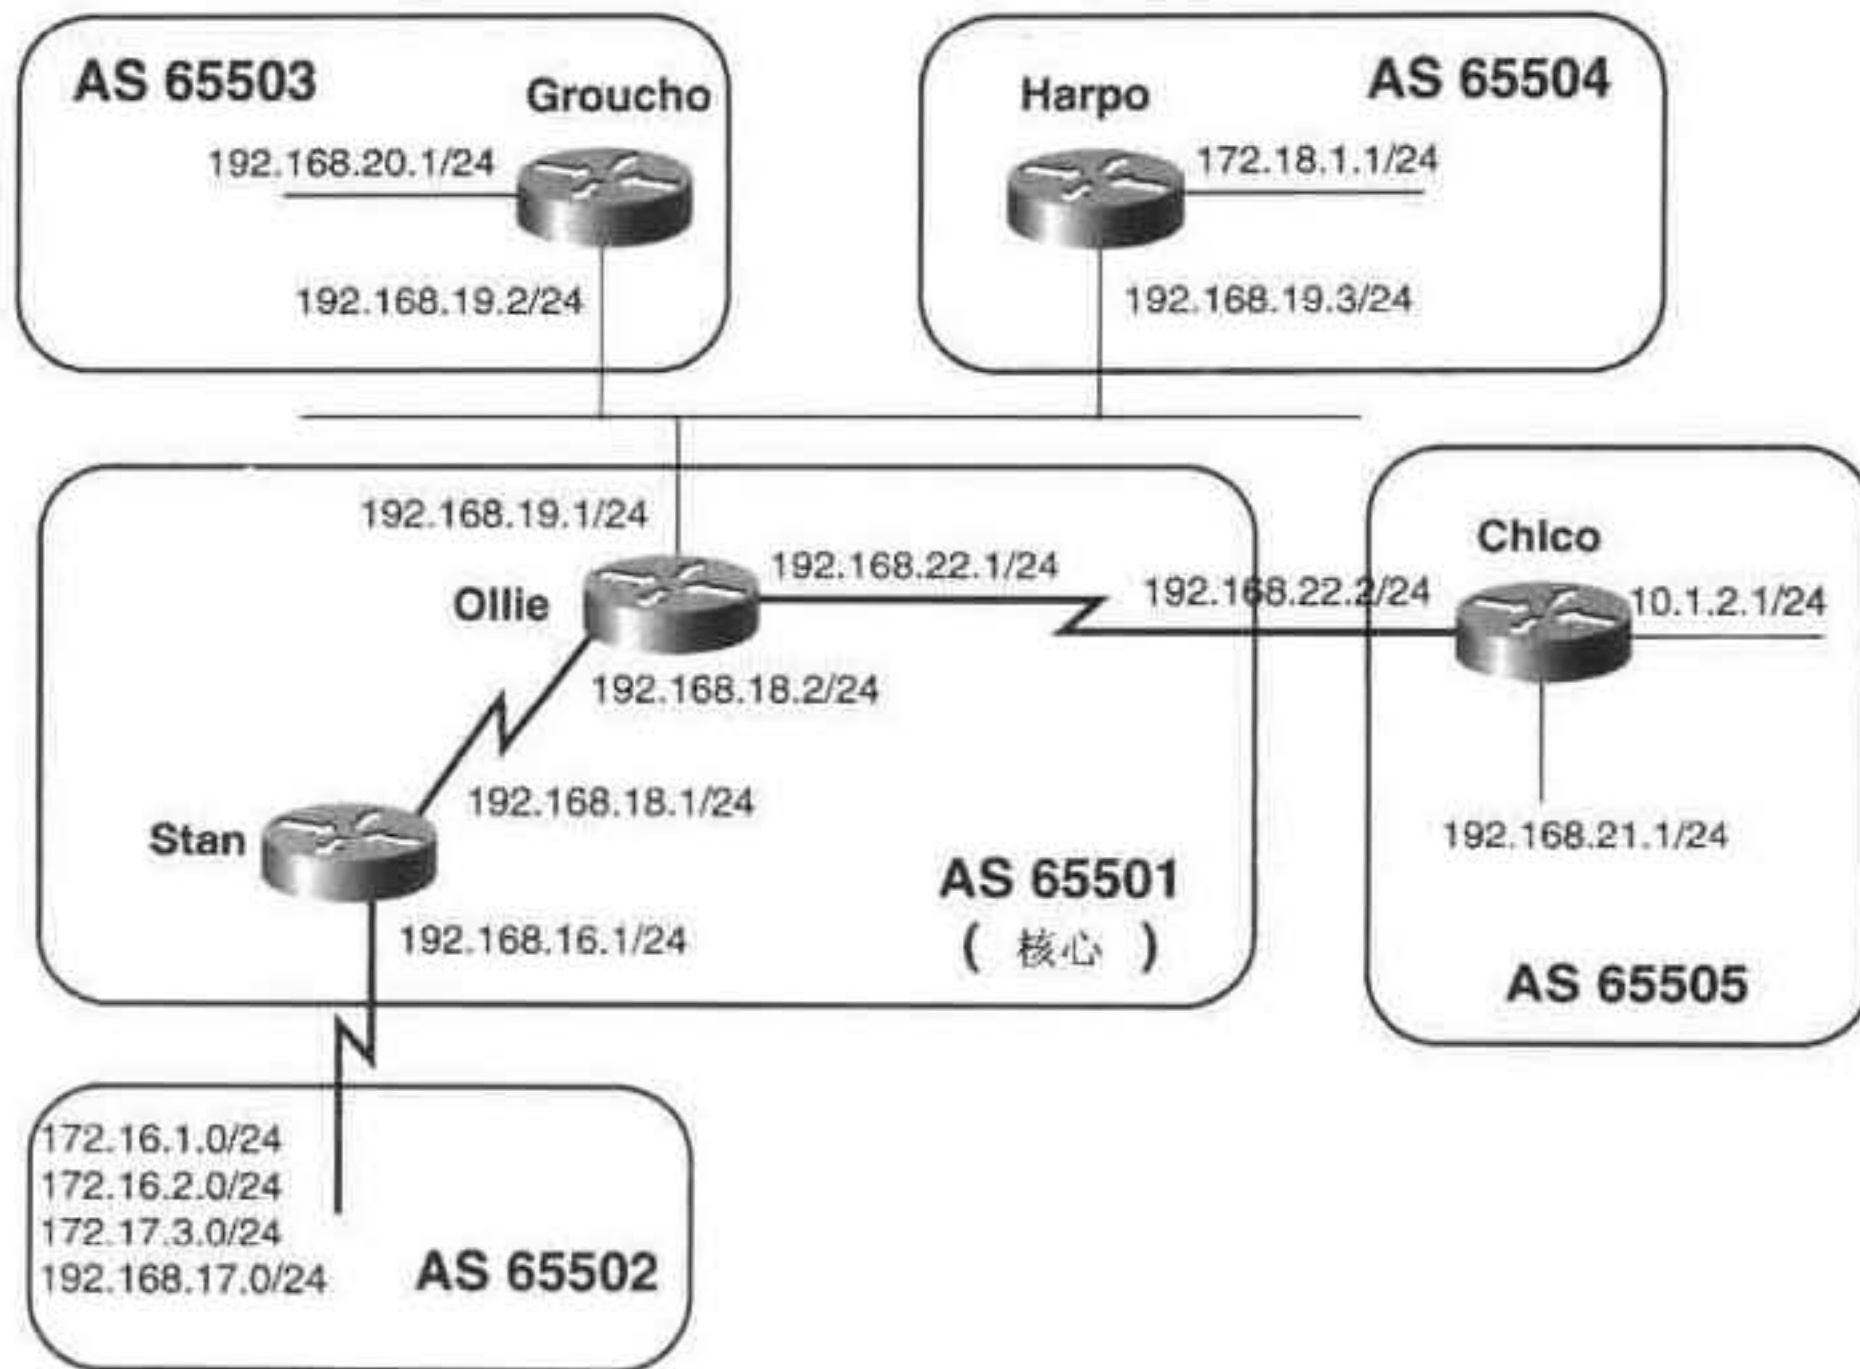 AS 65503
Groucho
192.168.20.1/24
192.168.19.2/24
Harpo
AS 65504
172.18.1.1/24
192.168.19.3/24
192.168.19.1/24
Ollie
192.168.22.1/24
192.168.18.2/24
192.168.22.2/24
Chico
10.1.2.1/24
192.168.21.1/24
AS 65505
Stan
192.168.18.1/24
192.168.16.1/24
AS 65501
( 核心 )
172.16.1.0/24
172.16.2.0/24
172.17.3.0/24
192.168.17.0/24
AS 65502